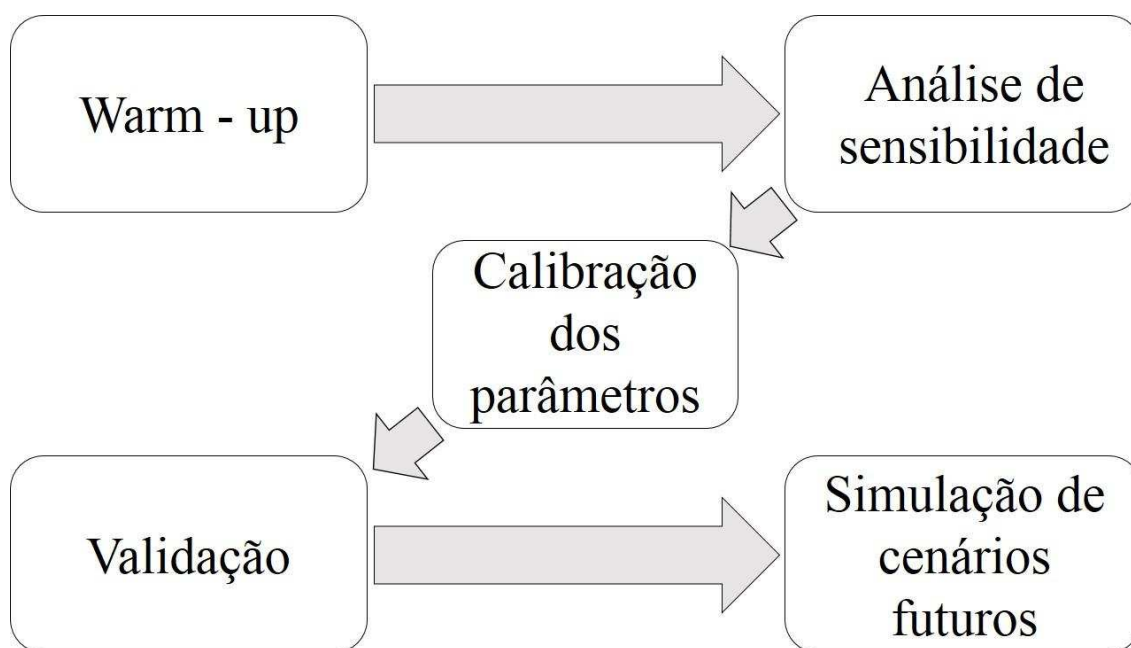 Warm - up
Análise de
sensibilidade
Calibração
dos
parâmetros
Validação
Simulação de
cenários
futuros